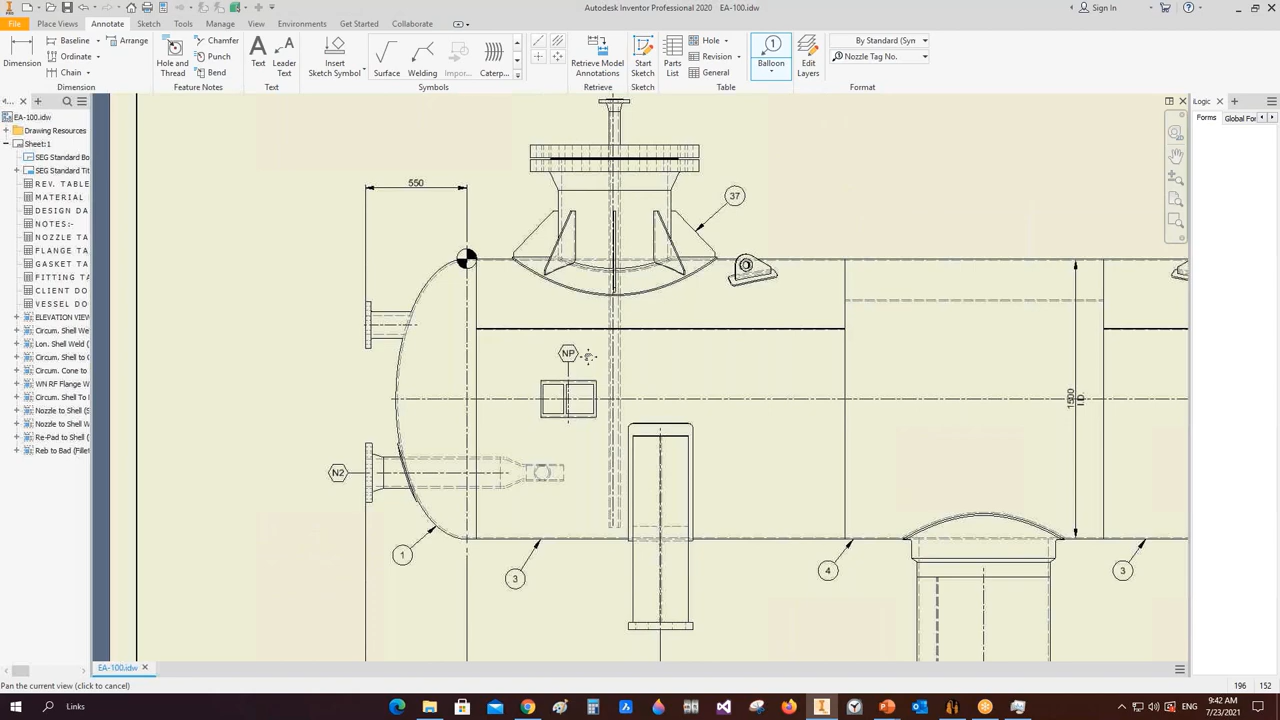 Autodesk Inventor Professional 2020 EA-100.idw
Sign In
File Place Views Annotate Sketch Tools Manage View Environments Get Started Collaborate
Dimension
Baseline
Ordinate
Chain
Arrange
Dimension
Hole and Thread
Chamfer
Punch
Bend
Feature Notes
Text
Leader Text
Text
Insert Sketch Symbol
Surface
Welding
Impor...
Caterp...
Symbols
Retrieve Model Annotations
Retrieve
Start Sketch
Sketch
Parts List
Hole
Revision
General
Table
Balloon
1
Edit Layers
By Standard (Syn
Nozzle Tag No.
Format
EA-100.idw
Drawing Resources
Sheet:1
SEG Standard Bo
SEG Standard Tit
REV. TABLE
MATERIAL
DESIGN DA
NOTES:-
NOZZLE TA
FLANGE TA
GASKET TA
FITTING TA
CLIENT DO
VESSEL DO
ELEVATION VIEW
Circum. Shell We
Lon. Shell Weld (
Circum. Shell to C
Circum. Cone to
WN RF Flange W
Circum. Shell To
Nozzle to Shell (S
Nozzle to Shell W
Re-Pad to Shell (
Reb to Bad (Fillet
550
37
NP
N2
1500
I.D.
1
3
4
3
iLogic
Forms Global For
EA-100.idw
Pan the current view (click to cancel)
196 152
Links
9:42 AM
7/23/2021